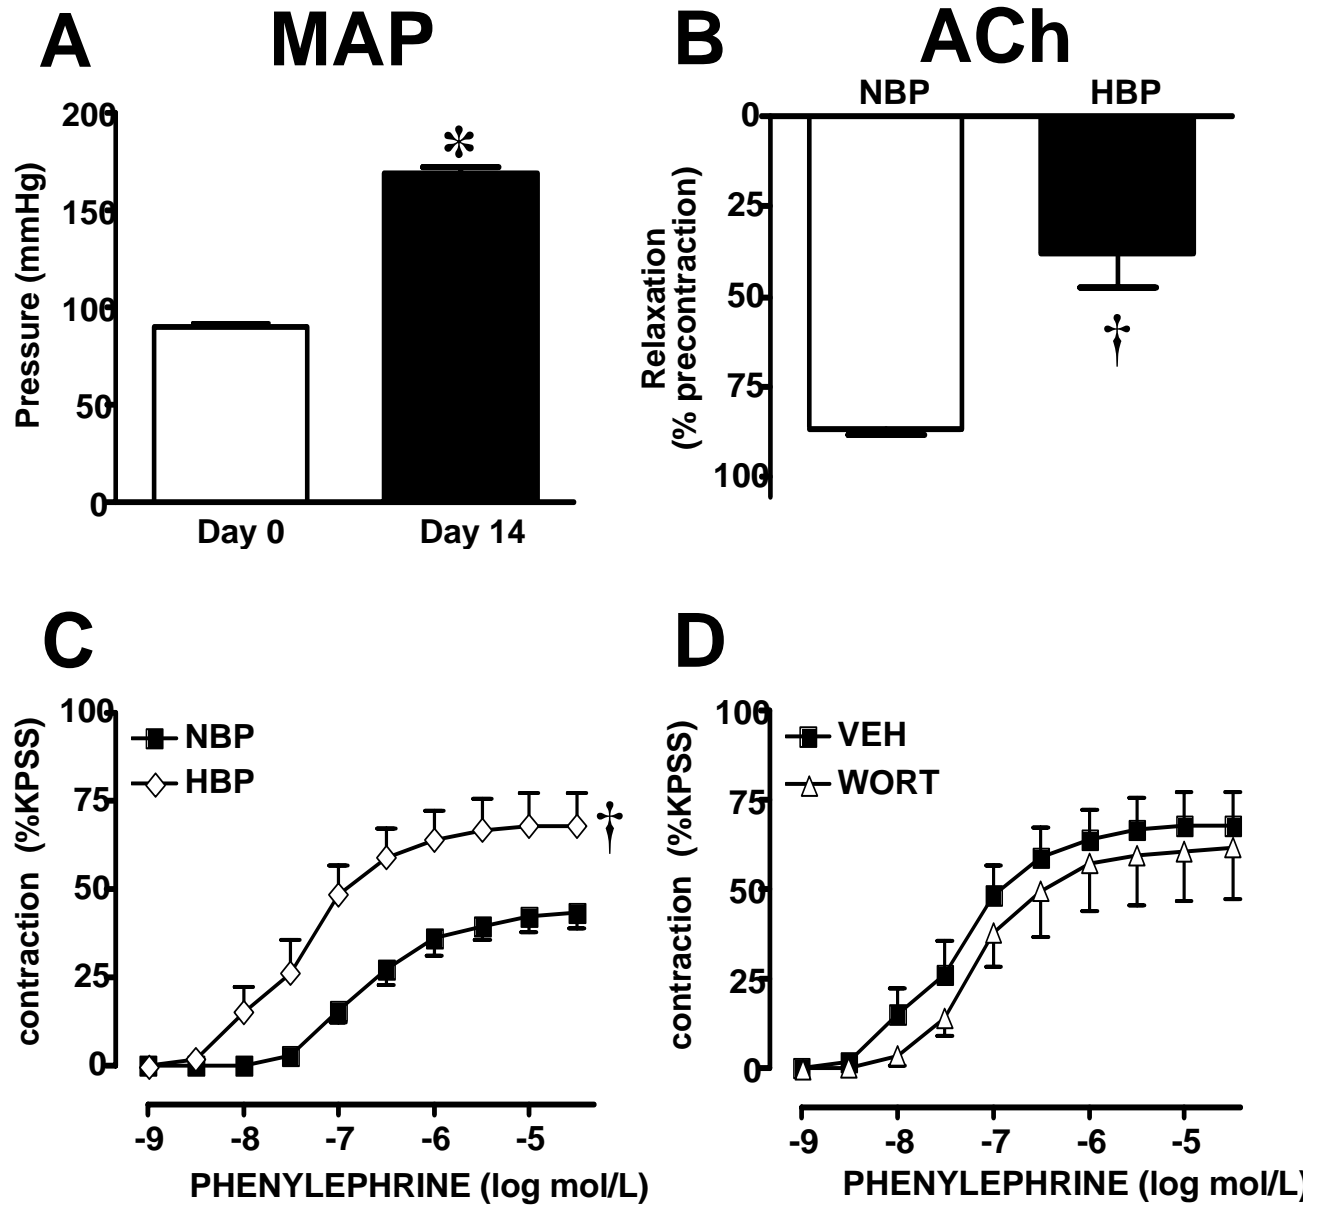 A MAP
200
150
100
50
0
Pressure (mmHg)
*
Day 0 Day 14
B ACh
NBP HBP
0
25
50
75
100
Relaxation
(% precontraction)
†
C
100
75
50
25
0
contraction (%KPSS)
NBP
HBP
†
-9 -8 -7 -6 -5
PHENYLEPHRINE (log mol/L)
D
100
75
50
25
0
contraction (%KPSS)
VEH
WORT
-9 -8 -7 -6 -5
PHENYLEPHRINE (log mol/L)